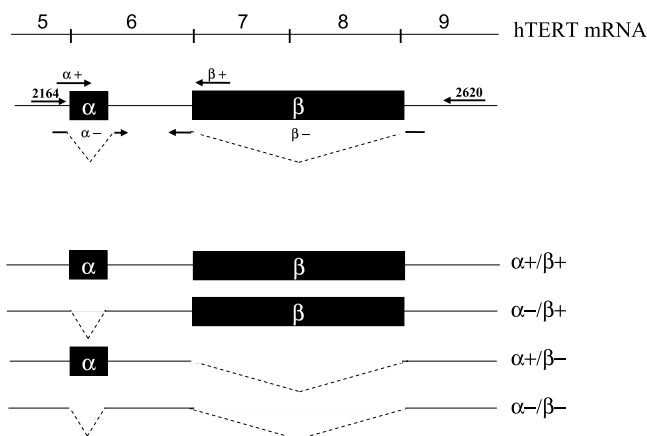 5 6 7 8 9 hTERT mRNA
α+ β+
2164 2620
α β
α− β−
α β α+/β+
β α−/β+
α α+/β−
α−/β−